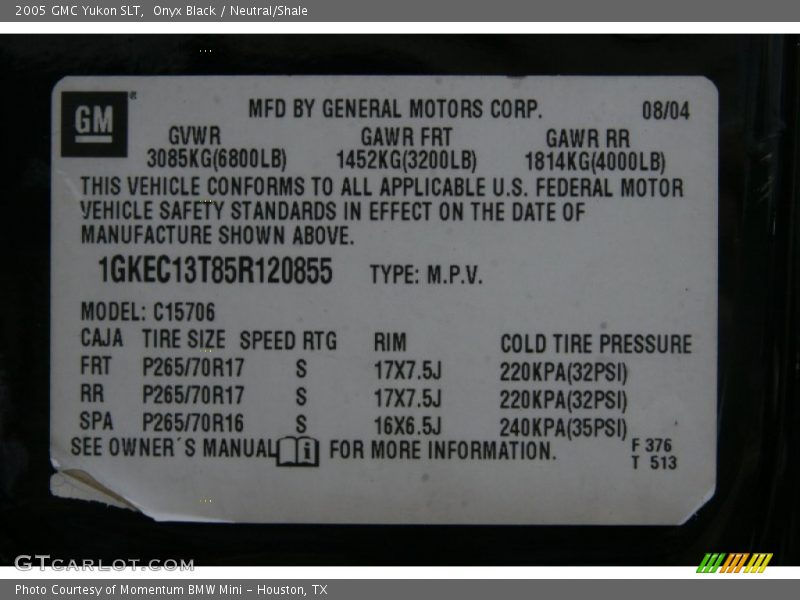 2005 GMC Yukon SLT,  Onyx Black / Neutral/Shale
GM®
MFD BY GENERAL MOTORS CORP. 08/04
GVWR GAWR FRT GAWR RR
3085KG(6800LB) 1452KG(3200LB) 1814KG(4000LB)
THIS VEHICLE CONFORMS TO ALL APPLICABLE U.S. FEDERAL MOTOR
VEHICLE SAFETY STANDARDS IN EFFECT ON THE DATE OF
MANUFACTURE SHOWN ABOVE.
1GKEC13T85R120855 TYPE: M.P.V.
MODEL: C15706
CAJA TIRE SIZE SPEED RTG RIM COLD TIRE PRESSURE
FRT P265/70R17 S 17X7.5J 220KPA(32PSI)
RR P265/70R17 S 17X7.5J 220KPA(32PSI)
SPA P265/70R16 S 16X6.5J 240KPA(35PSI)
SEE OWNER´S MANUAL i FOR MORE INFORMATION.
F 376
T 513
GTcarlot.com
Photo Courtesy of Momentum BMW Mini - Houston, TX